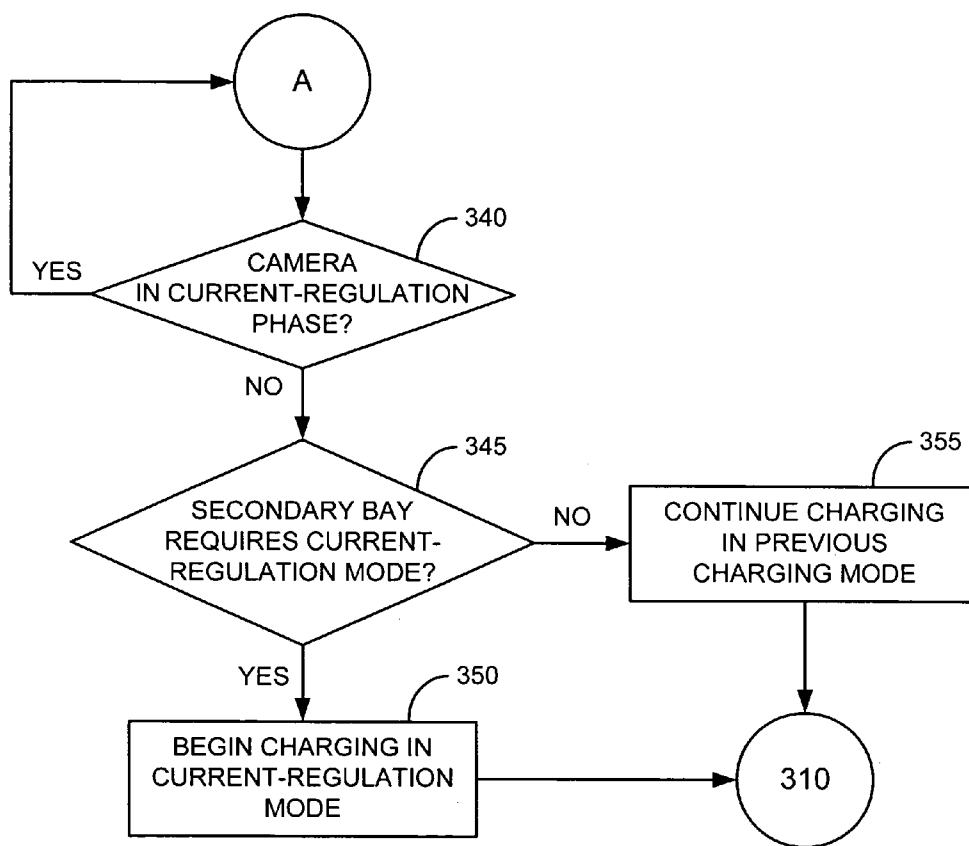 A
340
YES
CAMERA
IN CURRENT-REGULATION
PHASE?
NO
345
355
SECONDARY BAY
REQUIRES CURRENT-
REGULATION MODE?
NO
CONTINUE CHARGING
IN PREVIOUS
CHARGING MODE
YES
350
BEGIN CHARGING IN
CURRENT-REGULATION
MODE
310